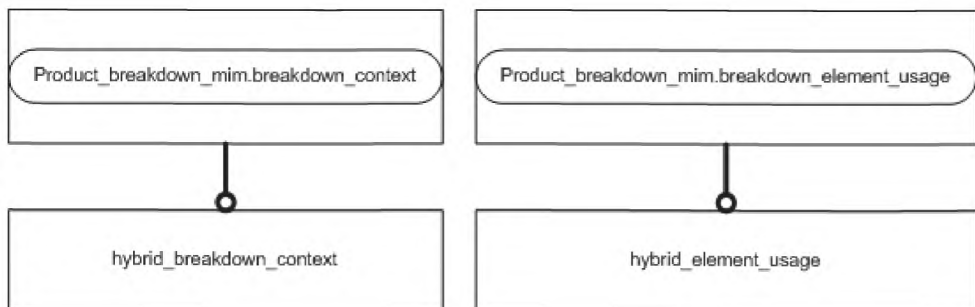 Product_breakdown_mim.breakdown_context
Product_breakdown_mim.breakdown_element_usage
hybrid_breakdown_context
hybrid_element_usage